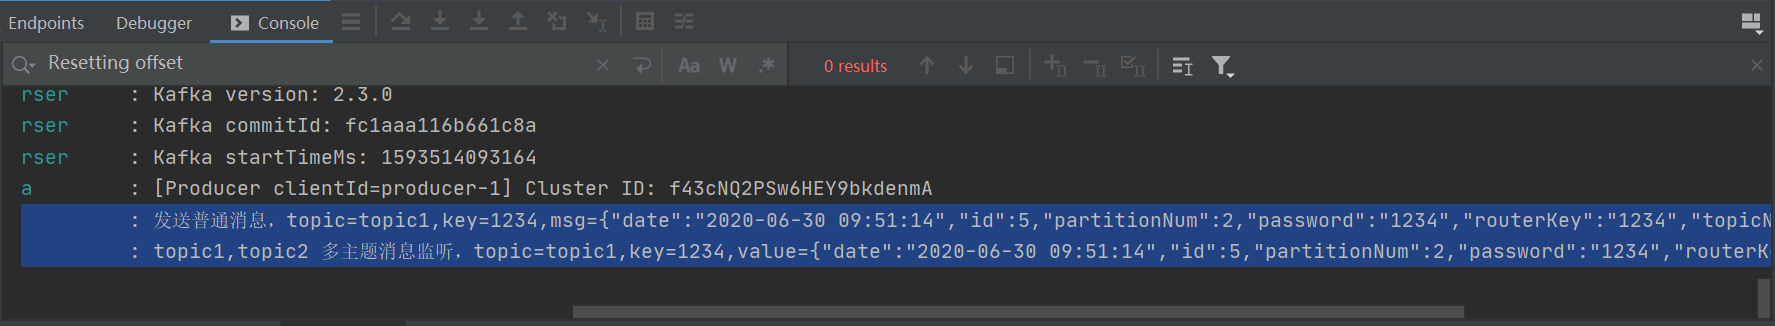 Endpoints Debugger Console
Resetting offset Aa W .* 0 results
rser : Kafka version: 2.3.0
rser : Kafka commitId: fc1aaa116b661c8a
rser : Kafka startTimeMs: 1593514093164
a : [Producer clientId=producer-1] Cluster ID: f43cNQ2PSw6HEY9bkdenmA
: 发送普通消息，topic=topic1,key=1234,msg={"date":"2020-06-30 09:51:14","id":5,"partitionNum":2,"password":"1234","routerKey":"1234","topicN
: topic1,topic2 多主题消息监听，topic=topic1,key=1234,value={"date":"2020-06-30 09:51:14","id":5,"partitionNum":2,"password":"1234","routerK